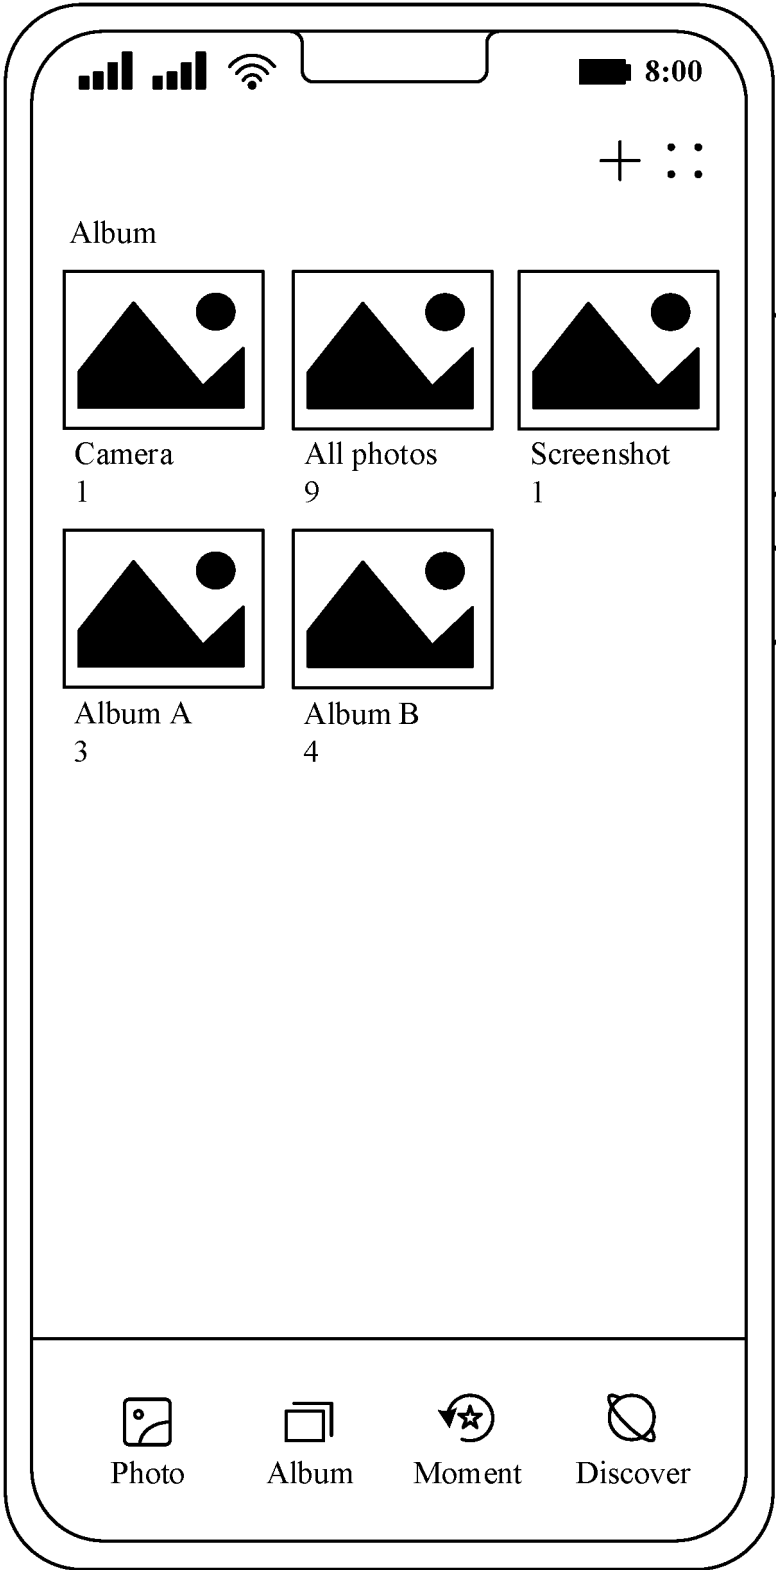 8:00
Album
Camera
1
All photos
9
Screenshot
1
Album A
3
Album B
4
Photo
Album
Moment
Discover